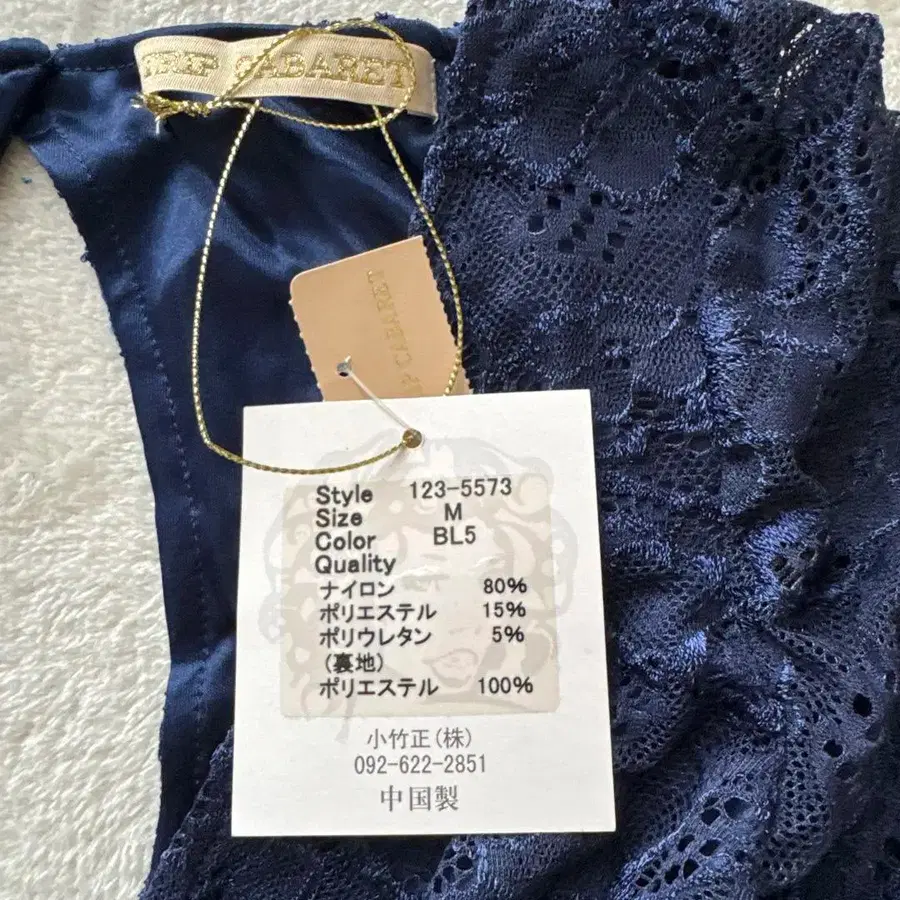 CABARET
CABARET
Style 123-5573
Size M
Color BL5
Quality
ナイロン 80%
ポリエステル 15%
ポリウレタン 5%
(裏地)
ポリエステル 100%
小竹正(株)
092-622-2851
中国製